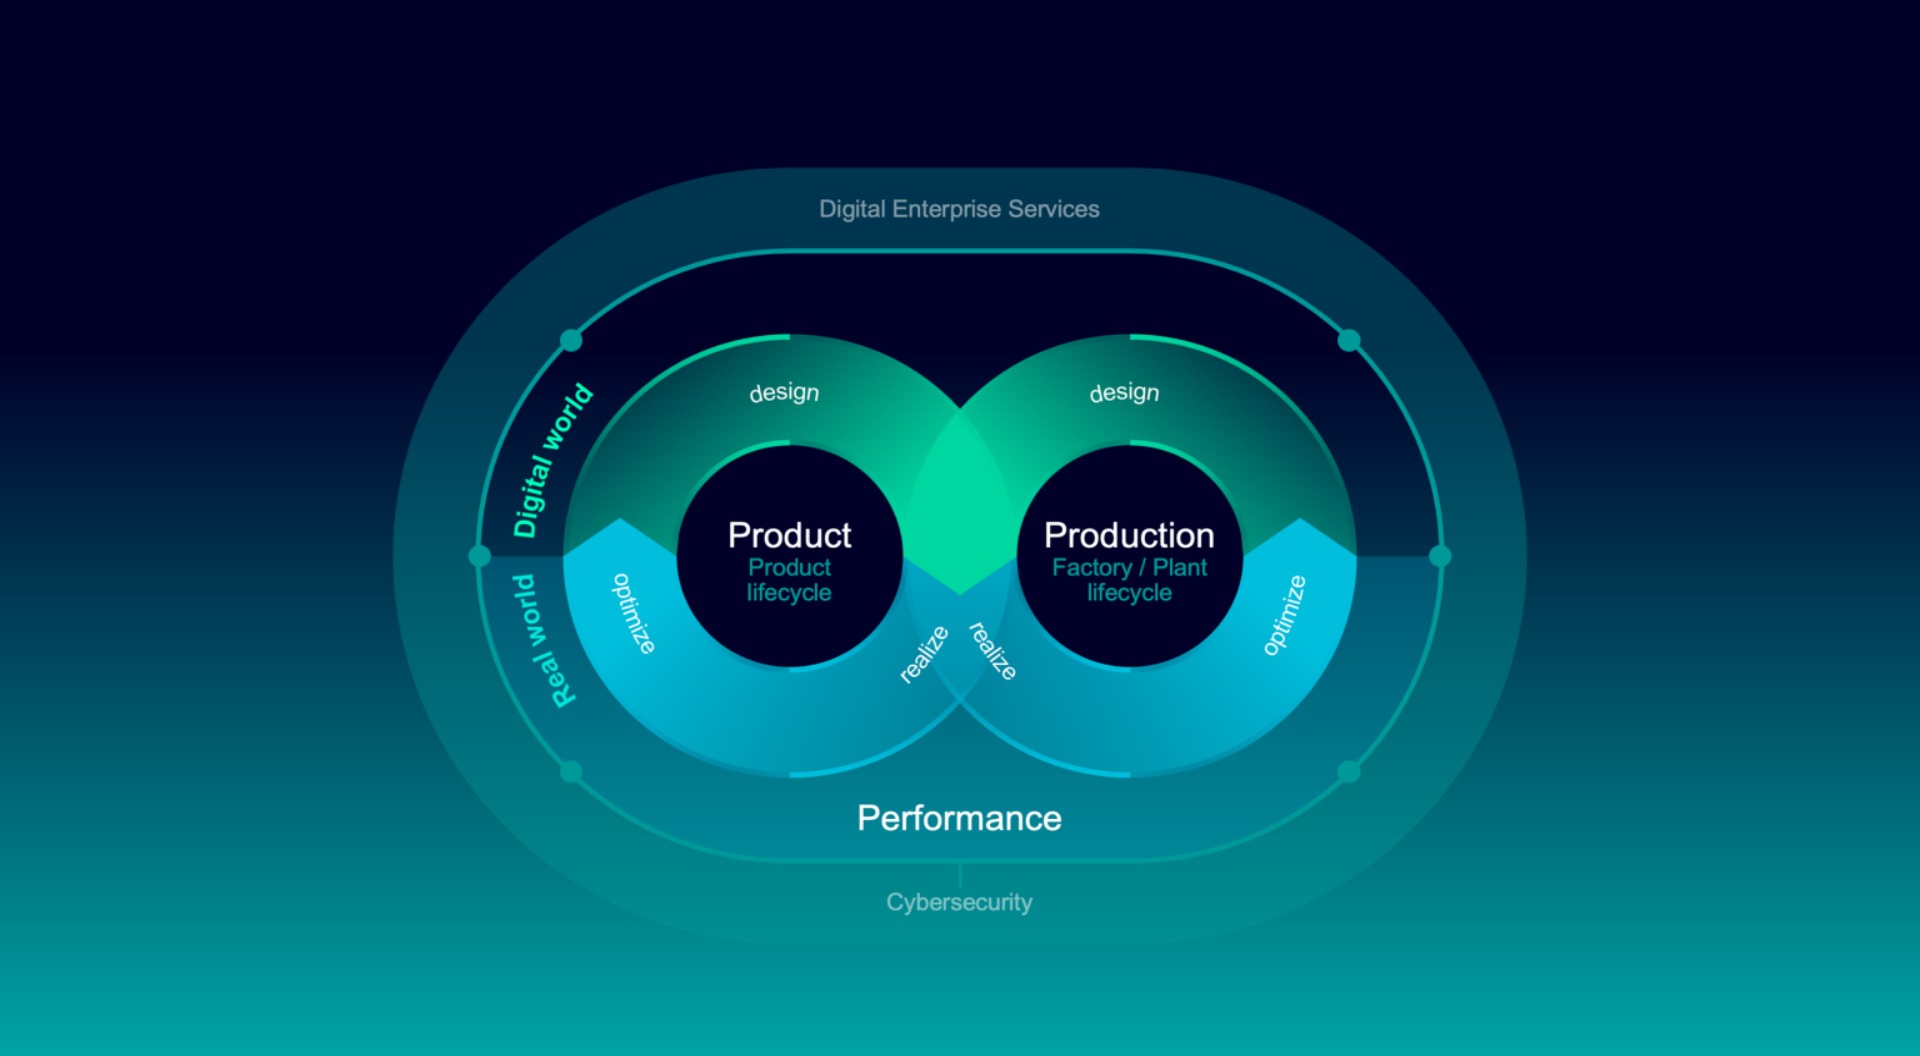 Digital Enterprise Services
Digital world
Real world
design
design
Product
Product
lifecycle
Production
Factory / Plant
lifecycle
optimize
realize
realize
optimize
Performance
Cybersecurity